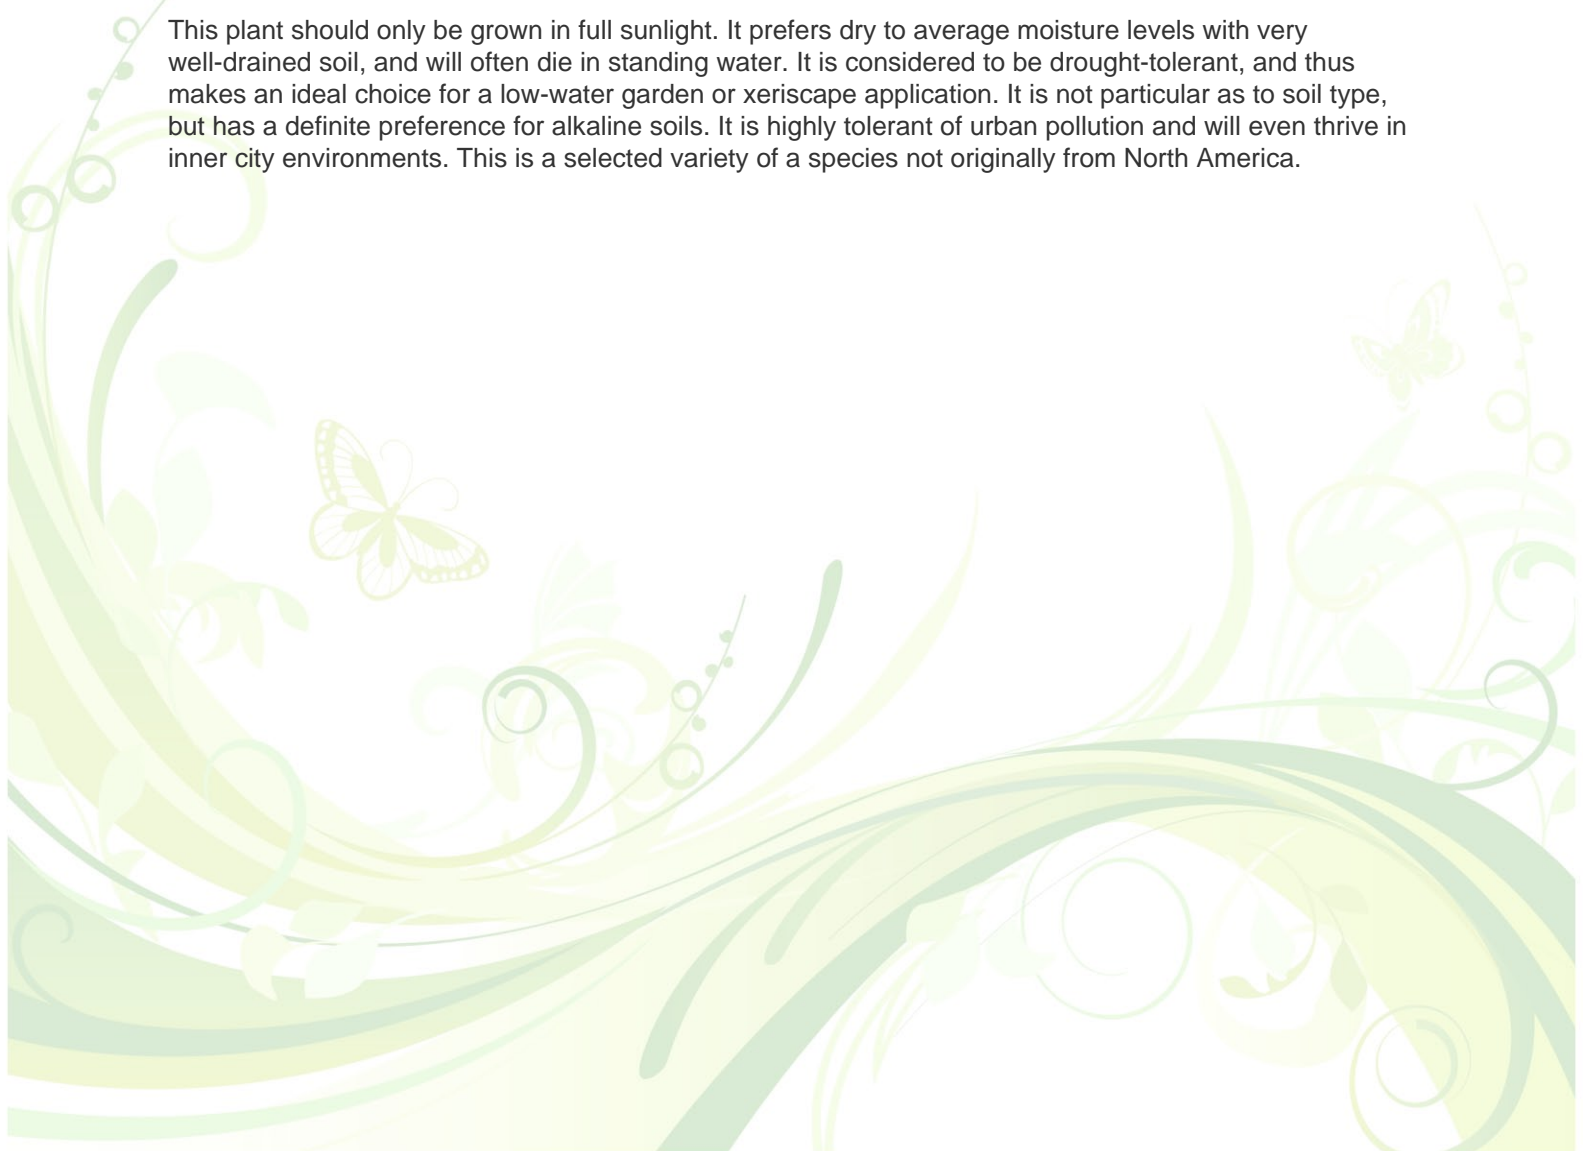 This plant should only be grown in full sunlight. It prefers dry to average moisture levels with very
well-drained soil, and will often die in standing water. It is considered to be drought-tolerant, and thus
makes an ideal choice for a low-water garden or xeriscape application. It is not particular as to soil type,
but has a definite preference for alkaline soils. It is highly tolerant of urban pollution and will even thrive in
inner city environments. This is a selected variety of a species not originally from North America.